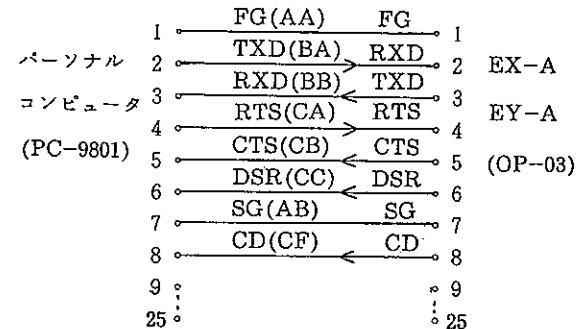 1 FG(AA) FG 1
パーソナル 2 TXD(BA) RXD 2 EX-A
コンピュータ 3 RXD(BB) TXD 3
4 RTS(CA) RTS 4 EY-A
(PC-9801) 5 CTS(CB) CTS 5 (OP-03)
6 DSR(CC) DSR 6
7 SG(AB) SG 7
8 CD(CF) CD 8
9 9
25 25